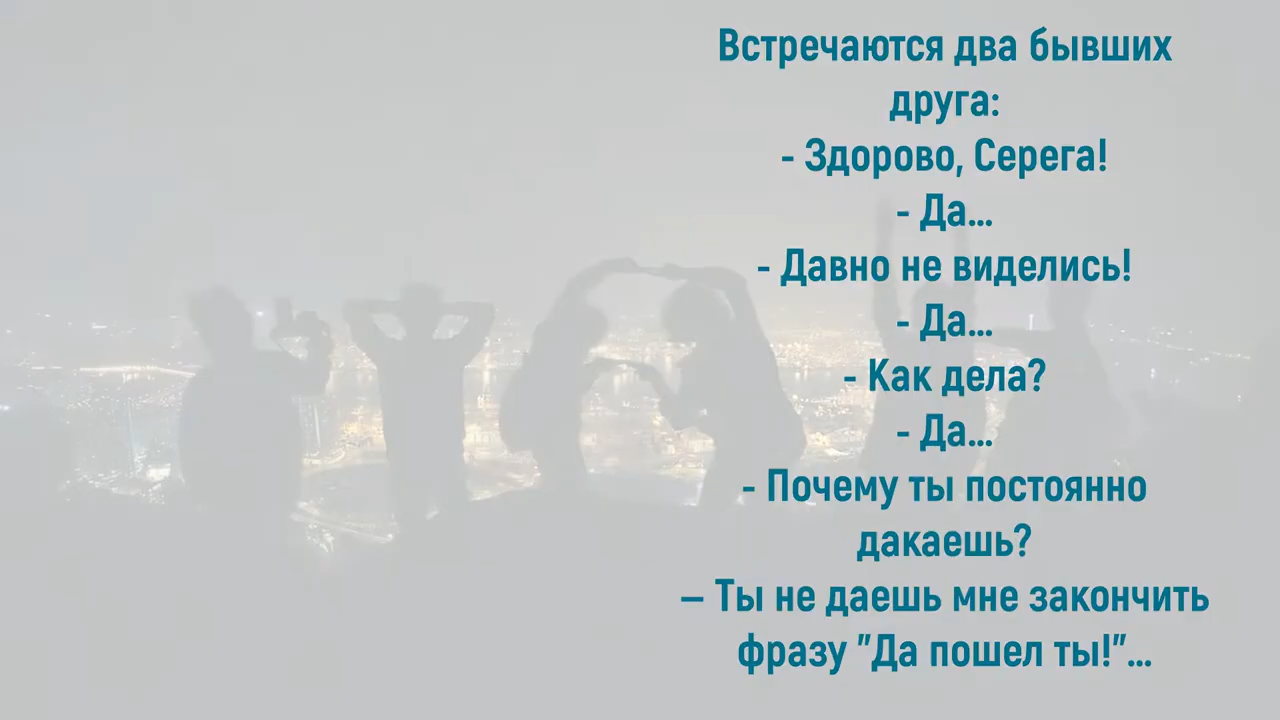 Встречаются два бывших
друга:
- Здорово, Серега!
- Да...
- Давно не виделись!
- Да...
- Как дела?
- Да...
- Почему ты постоянно
дакаешь?
– Ты не даешь мне закончить
фразу "Да пошел ты!"...